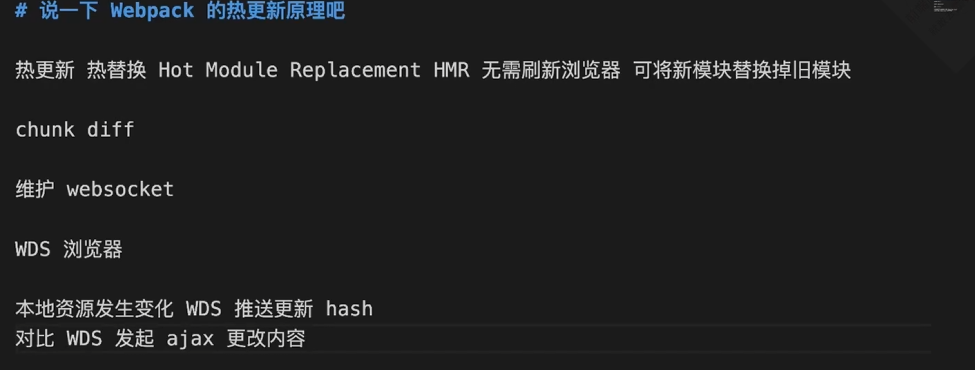 # 说一下 Webpack 的热更新原理吧
热更新 热替换 Hot Module Replacement HMR 无需刷新浏览器 可将新模块替换掉旧模块
chunk diff
维护 websocket
WDS 浏览器
本地资源发生变化 WDS 推送更新 hash
对比 WDS 发起 ajax 更改内容